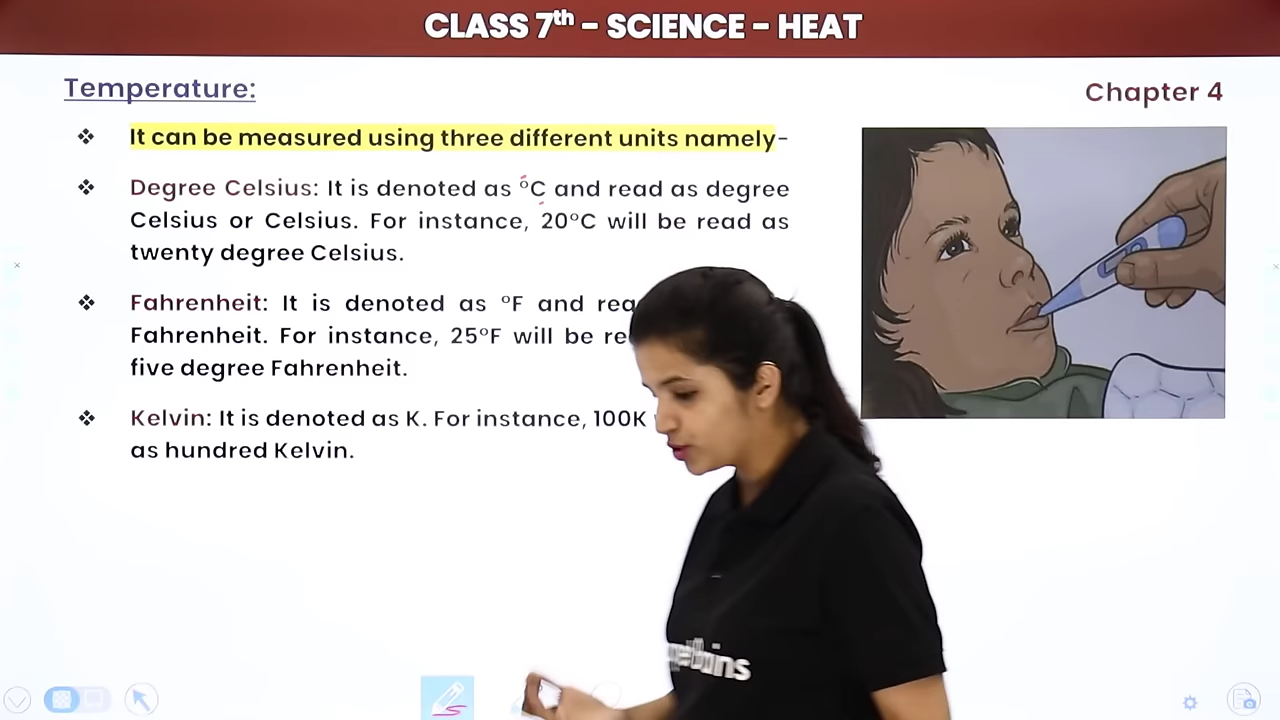 CLASS 7th - SCIENCE - HEAT
Temperature:
Chapter 4
❖ It can be measured using three different units namely-
❖ Degree Celsius: It is denoted as °C and read as degree
Celsius or Celsius. For instance, 20°C will be read as
twenty degree Celsius.
❖ Fahrenheit: It is denoted as °F and
Fahrenheit. For instance, 25°F will be
five degree Fahrenheit.
❖ Kelvin: It is denoted as K. For instance, 100K
as hundred Kelvin.